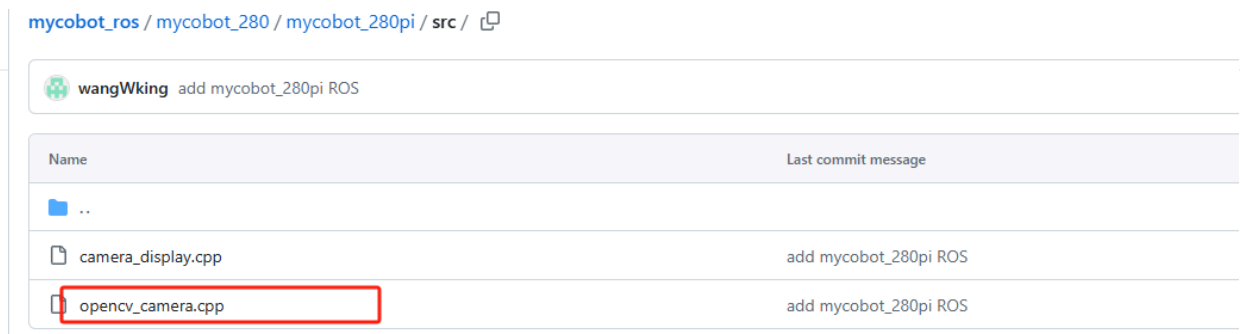 mycobot_ros / mycobot_280 / mycobot_280pi / src /
wangWking add mycobot_280pi ROS
Name Last commit message
..
camera_display.cpp add mycobot_280pi ROS
opencv_camera.cpp add mycobot_280pi ROS